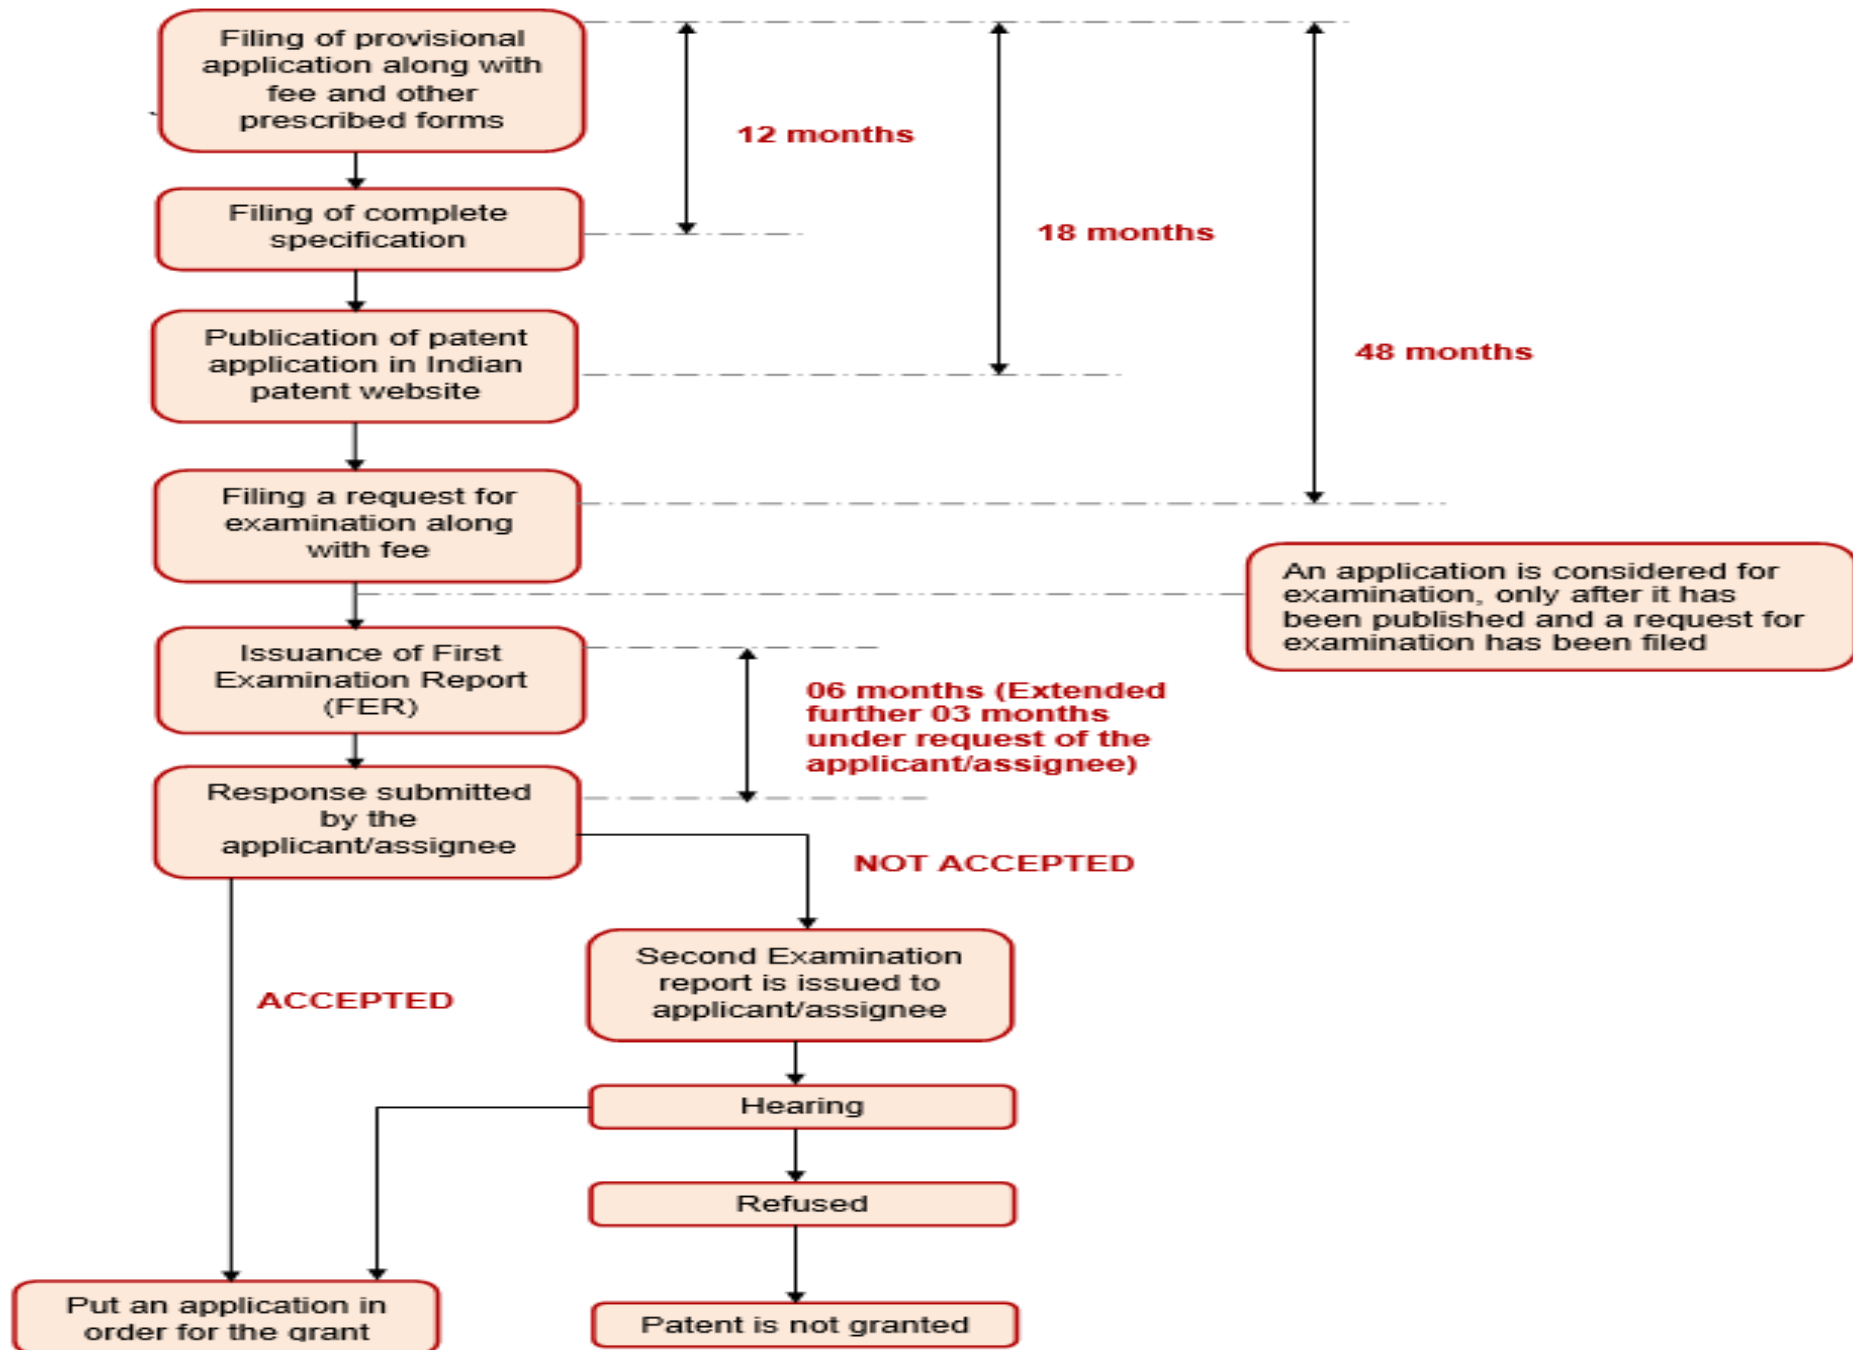 Filing of provisional
application along with
fee and other
prescribed forms
12 months
Filing of complete
specification
18 months
Publication of patent
application in Indian
patent website
48 months
Filing a request for
examination along
with fee
An application is considered for
examination, only after it has
been published and a request for
examination has been filed
Issuance of First
Examination Report
(FER)
06 months (Extended
further 03 months
under request of the
applicant/assignee)
Response submitted
by the
applicant/assignee
NOT ACCEPTED
Second Examination
report is issued to
applicant/assignee
ACCEPTED
Hearing
Refused
Put an application in
order for the grant
Patent is not granted